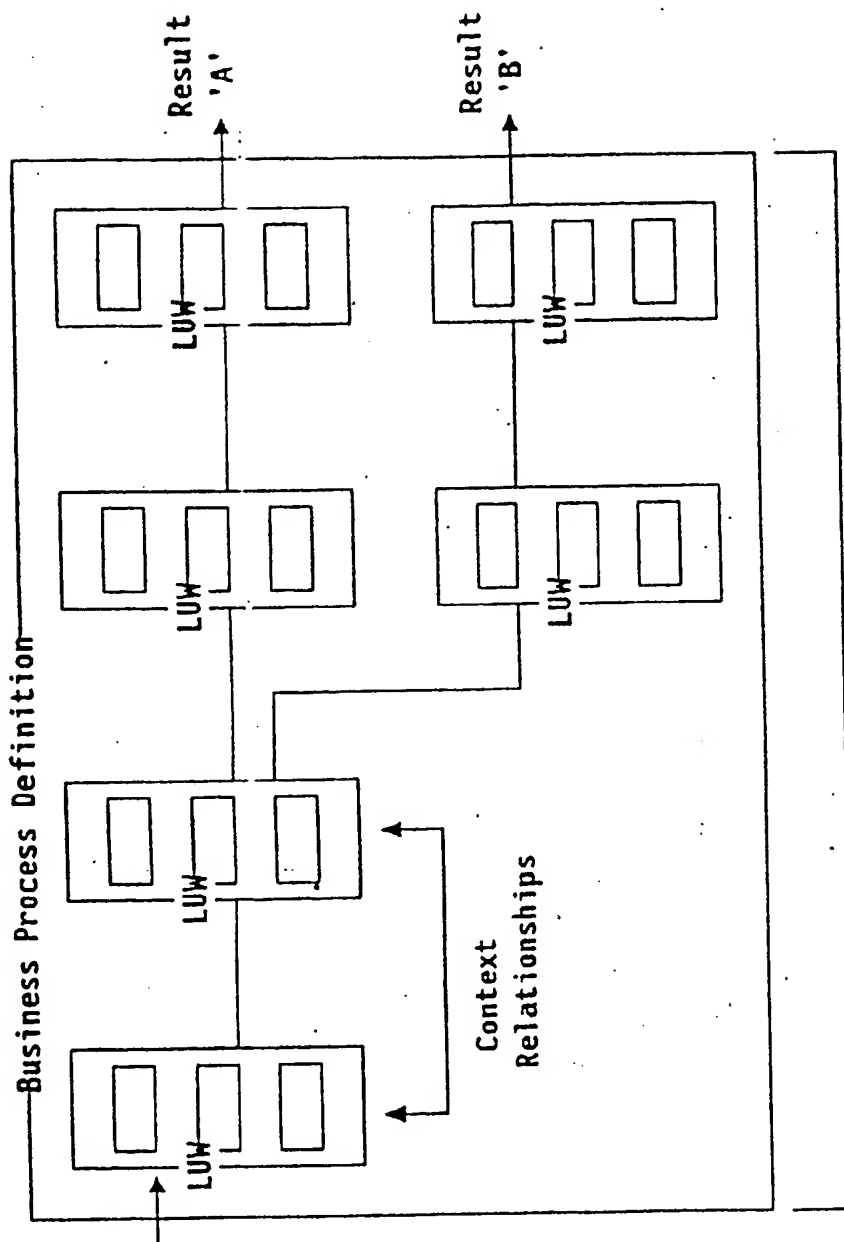 Business Process Definition
LUW
LUW
LUW
LUW
Result
'A'
Context
Relationships
LUW
LUW
Result
'B'